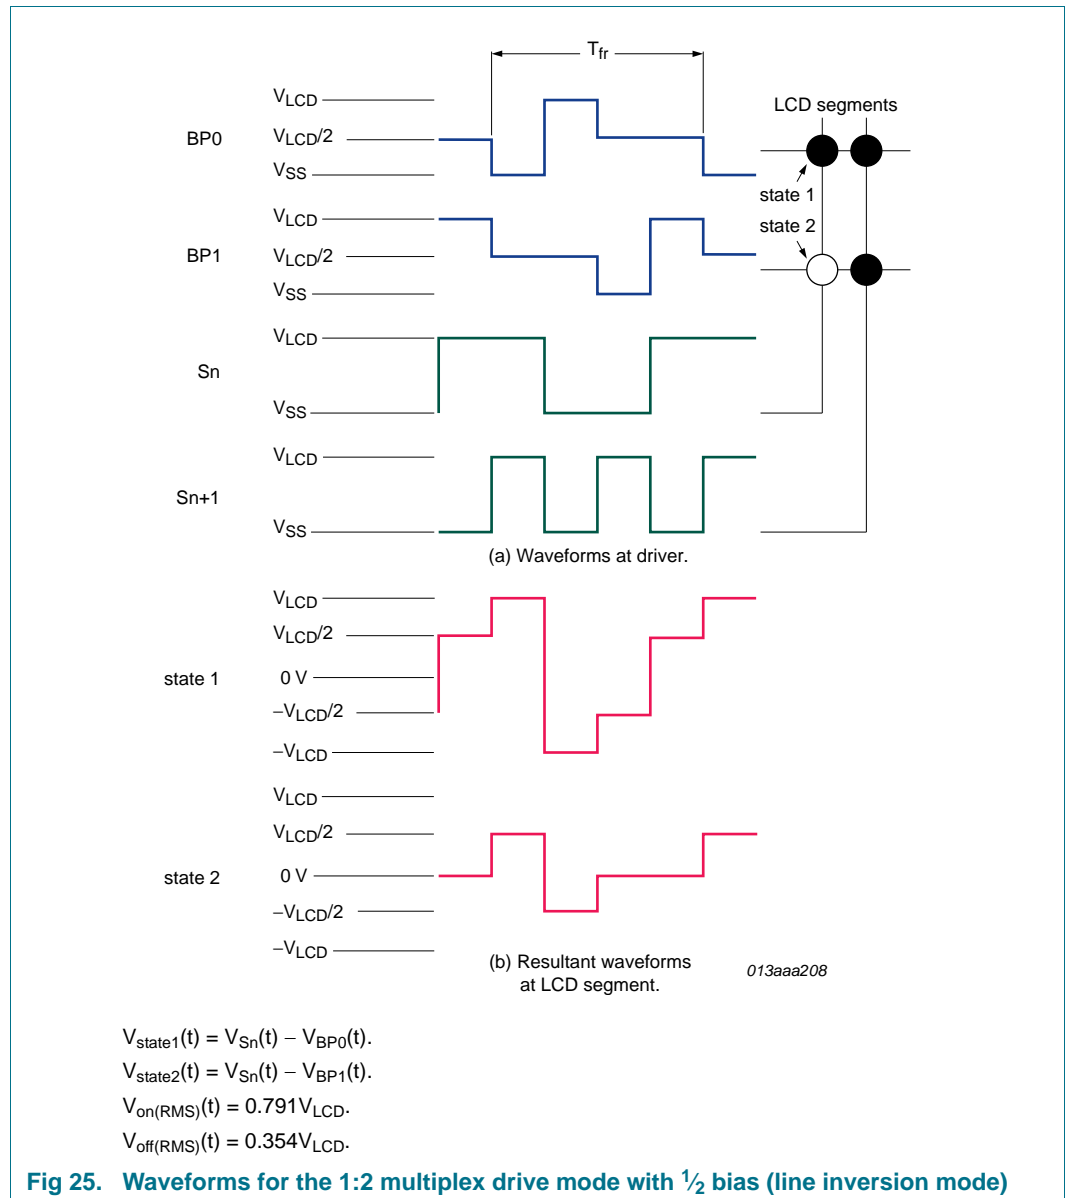 Tfr
VLCD
BP0
VLCD/2
VSS
LCD segments
state 1
state 2
VLCD
BP1
VLCD/2
VSS
VLCD
Sn
VSS
VLCD
Sn+1
VSS
(a) Waveforms at driver.
VLCD
VLCD/2
state 1
0 V
−VLCD/2
−VLCD
VLCD
VLCD/2
state 2
0 V
−VLCD/2
−VLCD
(b) Resultant waveforms
at LCD segment.
013aaa208
Vstate1(t) = VSn(t) − VBP0(t).
Vstate2(t) = VSn(t) − VBP1(t).
Von(RMS)(t) = 0.791VLCD.
Voff(RMS)(t) = 0.354VLCD.
Fig 25. Waveforms for the 1:2 multiplex drive mode with 1⁄2 bias (line inversion mode)